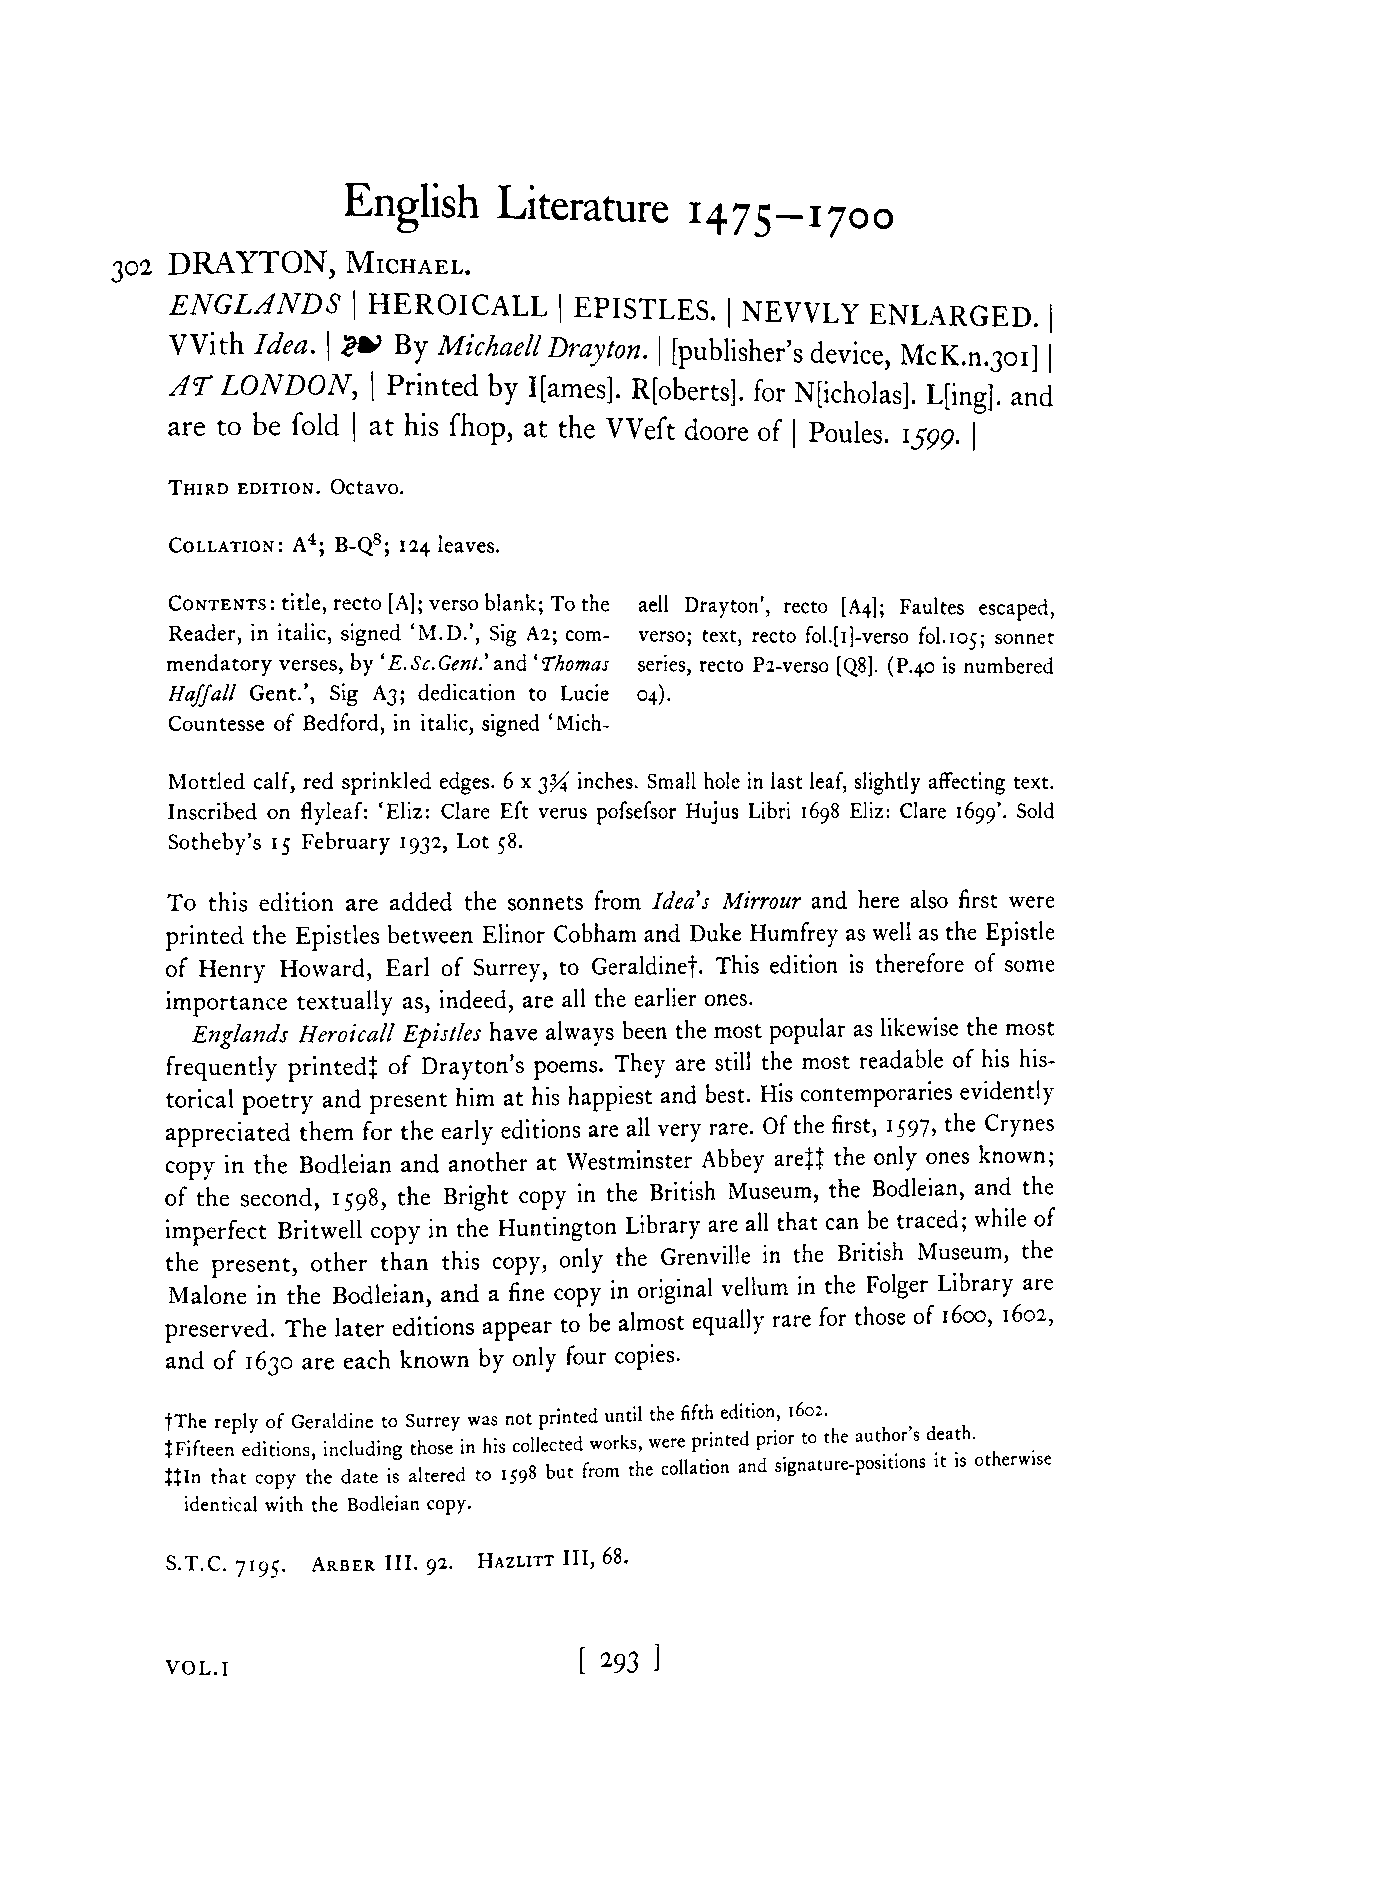 English Literature 1475–1700
302 DRAYTON, MICHAEL.
ENGLANDS | HEROICALL | EPISTLES. | NEVVLY ENLARGED. |
VVith Idea. | ❧ By Michaell Drayton. | [publisher's device, McK.n.301] |
AT LONDON, | Printed by I[ames]. R[oberts]. for N[icholas]. L[ing]. and
are to be ſold | at his ſhop, at the VVeſt doore of | Poules. 1599. |
THIRD EDITION. Octavo.
COLLATION: A⁴; B-Q⁸; 124 leaves.
CONTENTS: title, recto [A]; verso blank; To the
Reader, in italic, signed 'M.D.', Sig A2; com-
mendatory verses, by 'E.Sc.Gent.' and 'Thomas
Haſſall Gent.', Sig A3; dedication to Lucie
Countesse of Bedford, in italic, signed 'Mich-
aell Drayton', recto [A4]; Faultes escaped,
verso; text, recto fol.[1]-verso fol.105; sonnet
series, recto P2-verso [Q8]. (P.40 is numbered
04).
Mottled calf, red sprinkled edges. 6 x 3¾ inches. Small hole in last leaf, slightly affecting text.
Inscribed on flyleaf: 'Eliz: Clare Eſt verus poſseſsor Hujus Libri 1698 Eliz: Clare 1699'. Sold
Sotheby's 15 February 1932, Lot 58.
To this edition are added the sonnets from Idea's Mirrour and here also first were
printed the Epistles between Elinor Cobham and Duke Humfrey as well as the Epistle
of Henry Howard, Earl of Surrey, to Geraldine†. This edition is therefore of some
importance textually as, indeed, are all the earlier ones.
Englands Heroicall Epistles have always been the most popular as likewise the most
frequently printed‡ of Drayton's poems. They are still the most readable of his his-
torical poetry and present him at his happiest and best. His contemporaries evidently
appreciated them for the early editions are all very rare. Of the first, 1597, the Crynes
copy in the Bodleian and another at Westminster Abbey are‡‡ the only ones known;
of the second, 1598, the Bright copy in the British Museum, the Bodleian, and the
imperfect Britwell copy in the Huntington Library are all that can be traced; while of
the present, other than this copy, only the Grenville in the British Museum, the
Malone in the Bodleian, and a fine copy in original vellum in the Folger Library are
preserved. The later editions appear to be almost equally rare for those of 1600, 1602,
and of 1630 are each known by only four copies.
†The reply of Geraldine to Surrey was not printed until the fifth edition, 1602.
‡Fifteen editions, including those in his collected works, were printed prior to the author's death.
‡‡In that copy the date is altered to 1598 but from the collation and signature-positions it is otherwise
identical with the Bodleian copy.
S.T.C. 7195. ARBER III. 92. HAZLITT III, 68.
VOL.I [ 293 ]